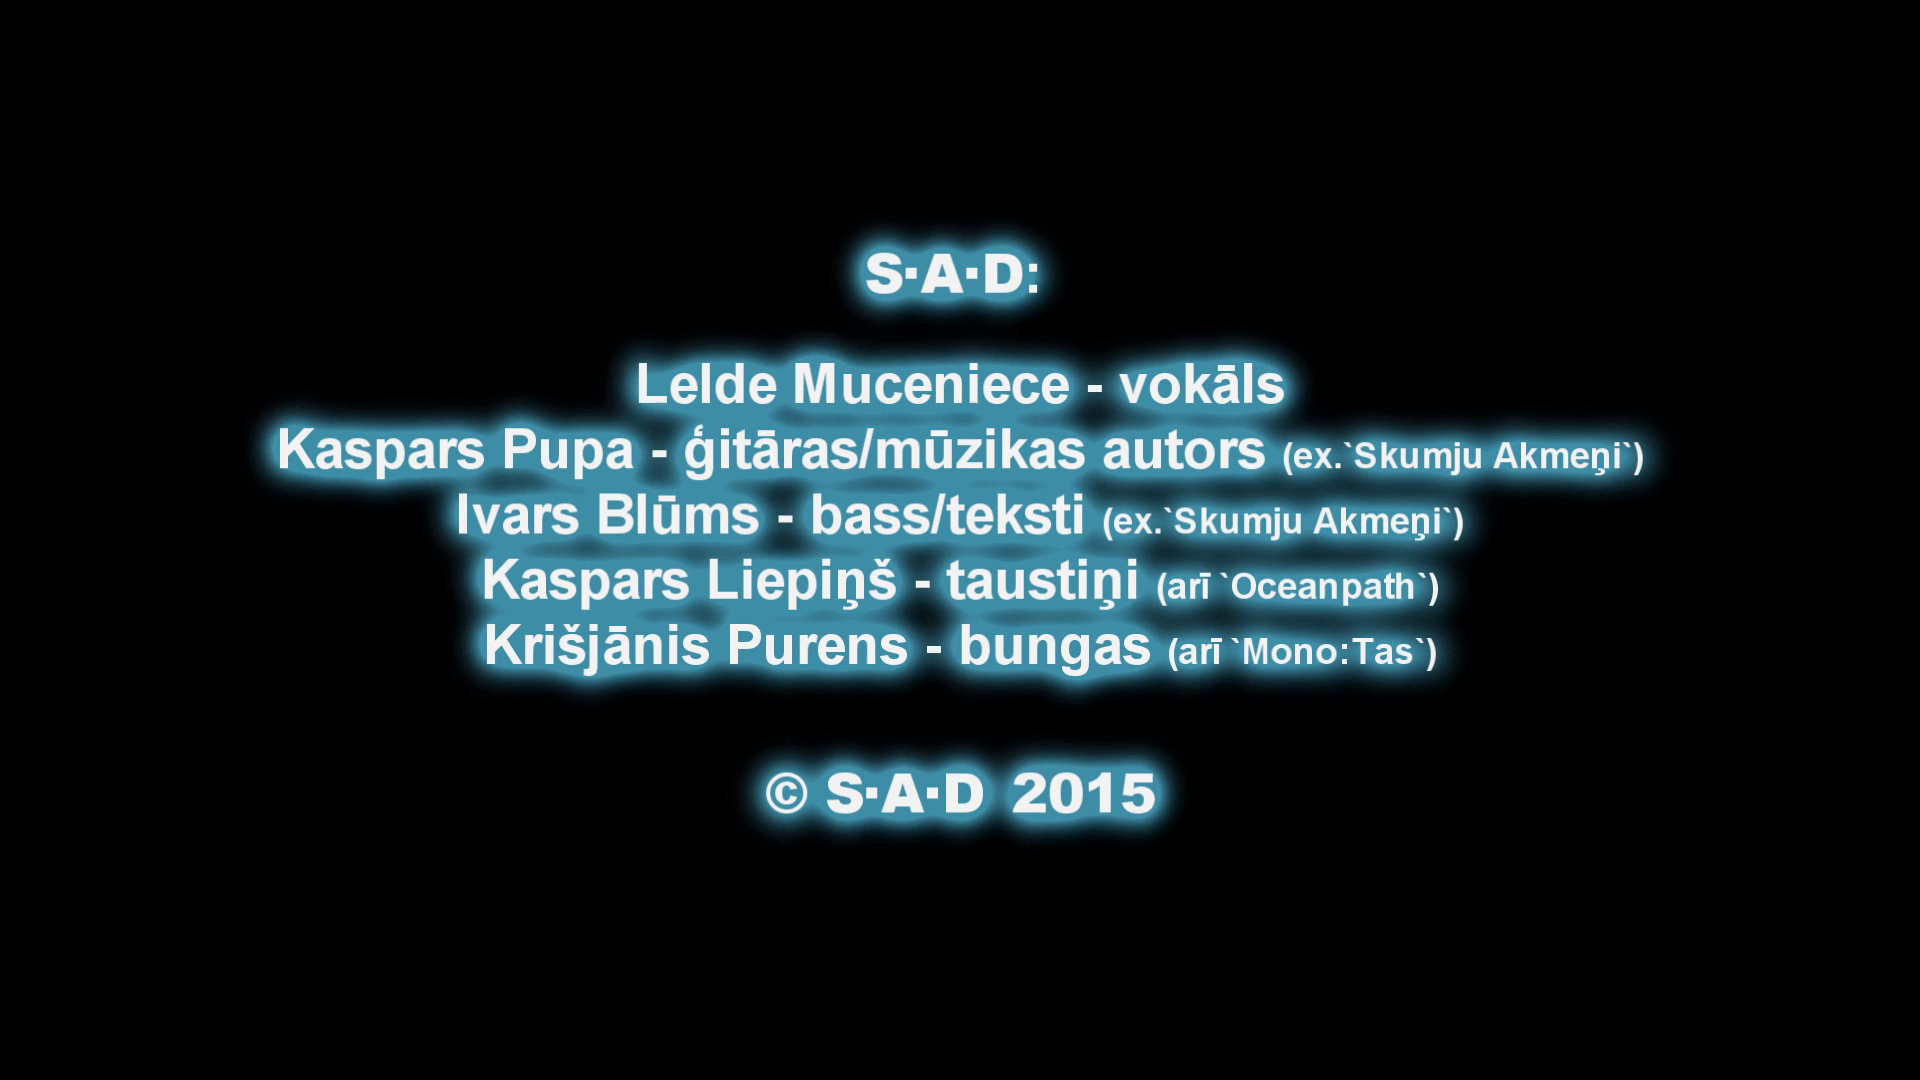 S·A·D:
Lelde Muceniece - vokāls
Kaspars Pupa - ģitāras/mūzikas autors (ex.`Skumju Akmeņi`)
Ivars Blūms - bass/teksti (ex.`Skumju Akmeņi`)
Kaspars Liepiņš - taustiņi (arī `Oceanpath`)
Krišjānis Purens - bungas (arī `Mono:Tas`)
© S·A·D 2015